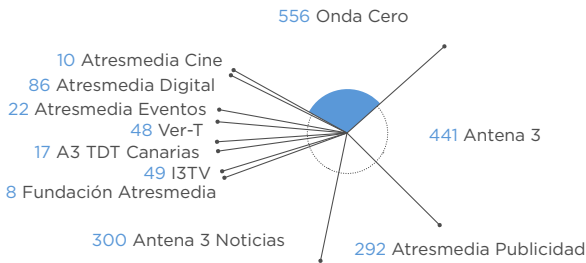 556 Onda Cero
10 Atresmedia Cine
86 Atresmedia Digital
22 Atresmedia Eventos
48 Ver-T
17 A3 TDT Canarias
49 I3TV
8 Fundación Atresmedia
441 Antena 3
300 Antena 3 Noticias
292 Atresmedia Publicidad